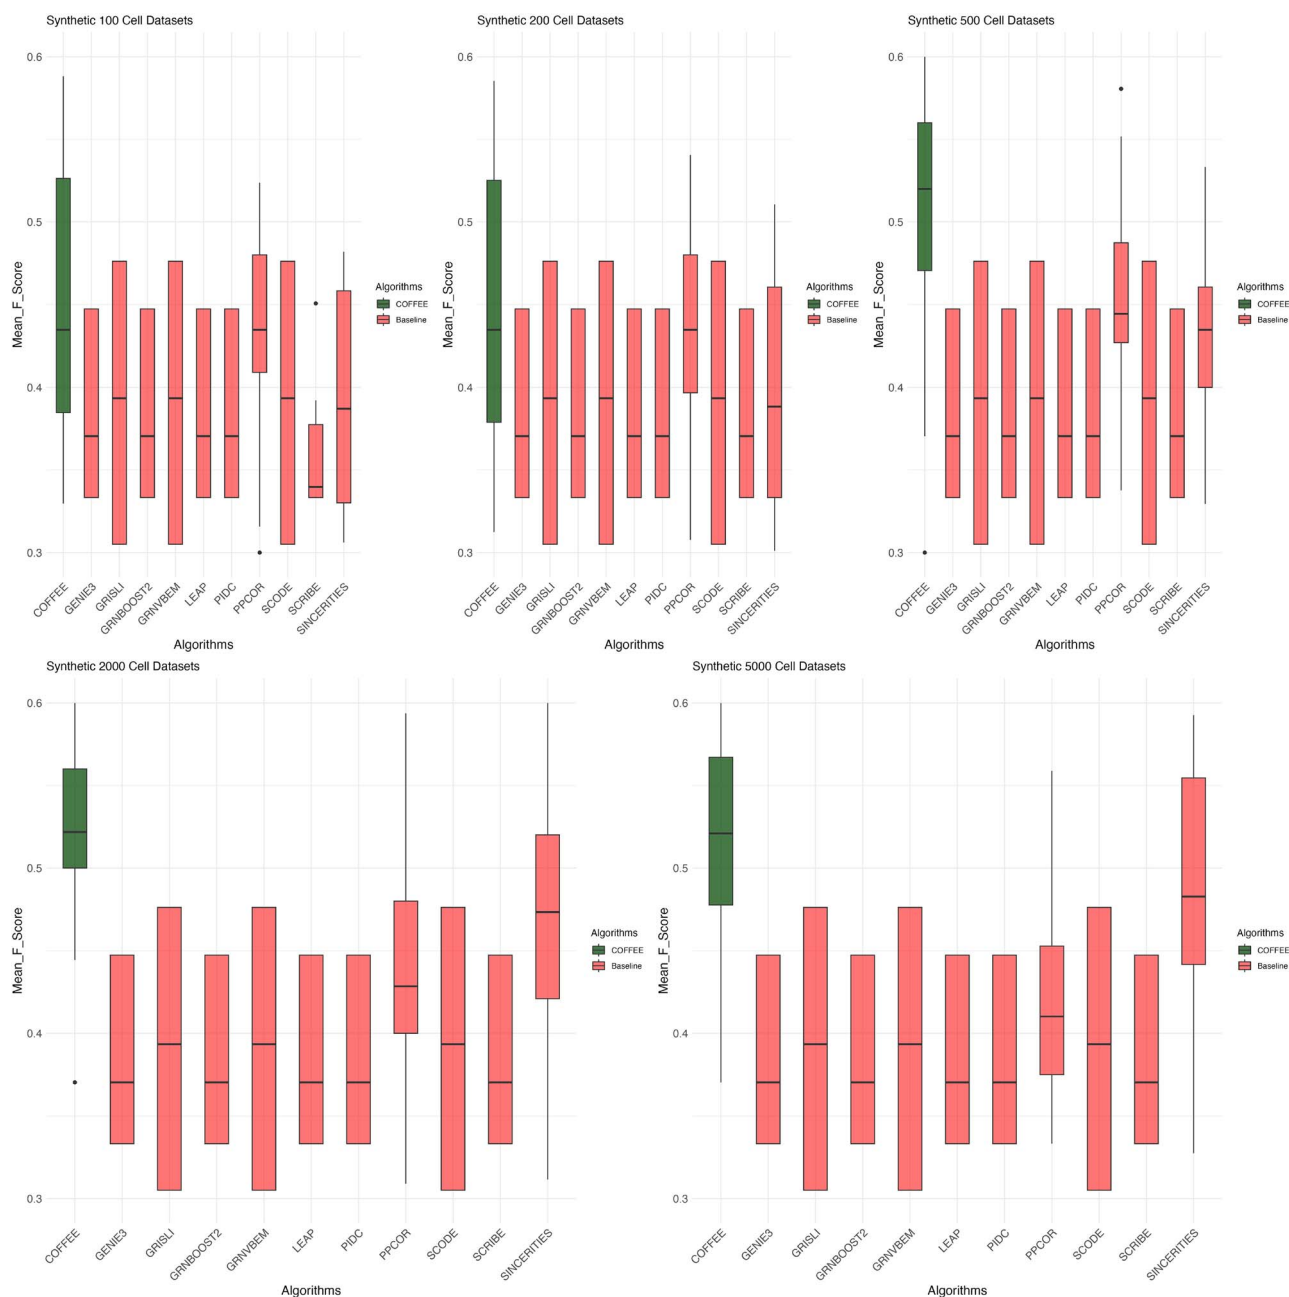 Synthetic 100 Cell Datasets
0.6
0.5
0.4
0.3
Mean_F_Score
COFFEE
GENIE3
GRISLI
GRNBOOST2
GRNVBEM
LEAP
PIDC
PPCOR
SCODE
SCRIBE
SINCERITIES
Algorithms
Algorithms
COFFEE
Baseline
Synthetic 200 Cell Datasets
0.6
0.5
0.4
0.3
Mean_F_Score
COFFEE
GENIE3
GRISLI
GRNBOOST2
GRNVBEM
LEAP
PIDC
PPCOR
SCODE
SCRIBE
SINCERITIES
Algorithms
Algorithms
COFFEE
Baseline
Synthetic 500 Cell Datasets
0.6
0.5
0.4
0.3
Mean_F_Score
COFFEE
GENIE3
GRISLI
GRNBOOST2
GRNVBEM
LEAP
PIDC
PPCOR
SCODE
SCRIBE
SINCERITIES
Algorithms
Algorithms
COFFEE
Baseline
Synthetic 2000 Cell Datasets
0.6
0.5
0.4
0.3
Mean_F_Score
COFFEE
GENIE3
GRISLI
GRNBOOST2
GRNVBEM
LEAP
PIDC
PPCOR
SCODE
SCRIBE
SINCERITIES
Algorithms
Algorithms
COFFEE
Baseline
Synthetic 5000 Cell Datasets
0.6
0.5
0.4
0.3
Mean_F_Score
COFFEE
GENIE3
GRISLI
GRNBOOST2
GRNVBEM
LEAP
PIDC
PPCOR
SCODE
SCRIBE
SINCERITIES
Algorithms
Algorithms
COFFEE
Baseline